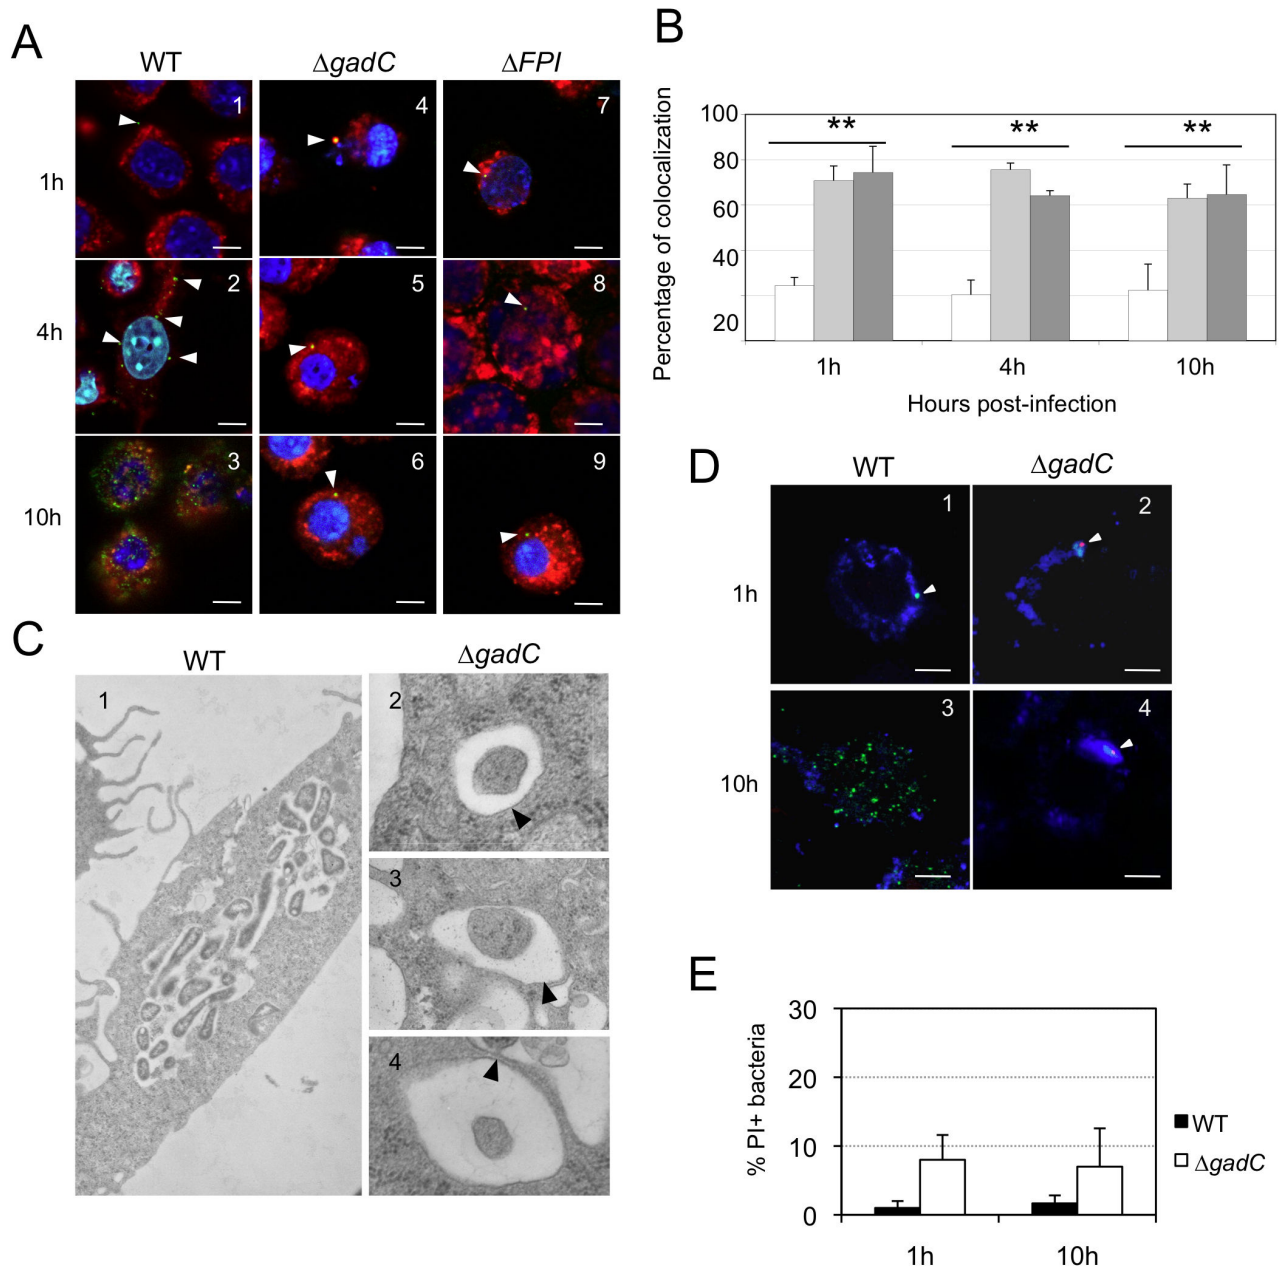 A
WT
ΔgadC
ΔFPI
1h
1
4
7
4h
2
5
8
10h
3
6
9
B
Percentage of colocalization
100
80
60
40
20
**
**
**
1h
4h
10h
Hours post-infection
C
WT
ΔgadC
1
2
3
4
D
WT
ΔgadC
1h
1
2
10h
3
4
E
% PI+ bacteria
30
20
10
0
1h
10h
WT
ΔgadC